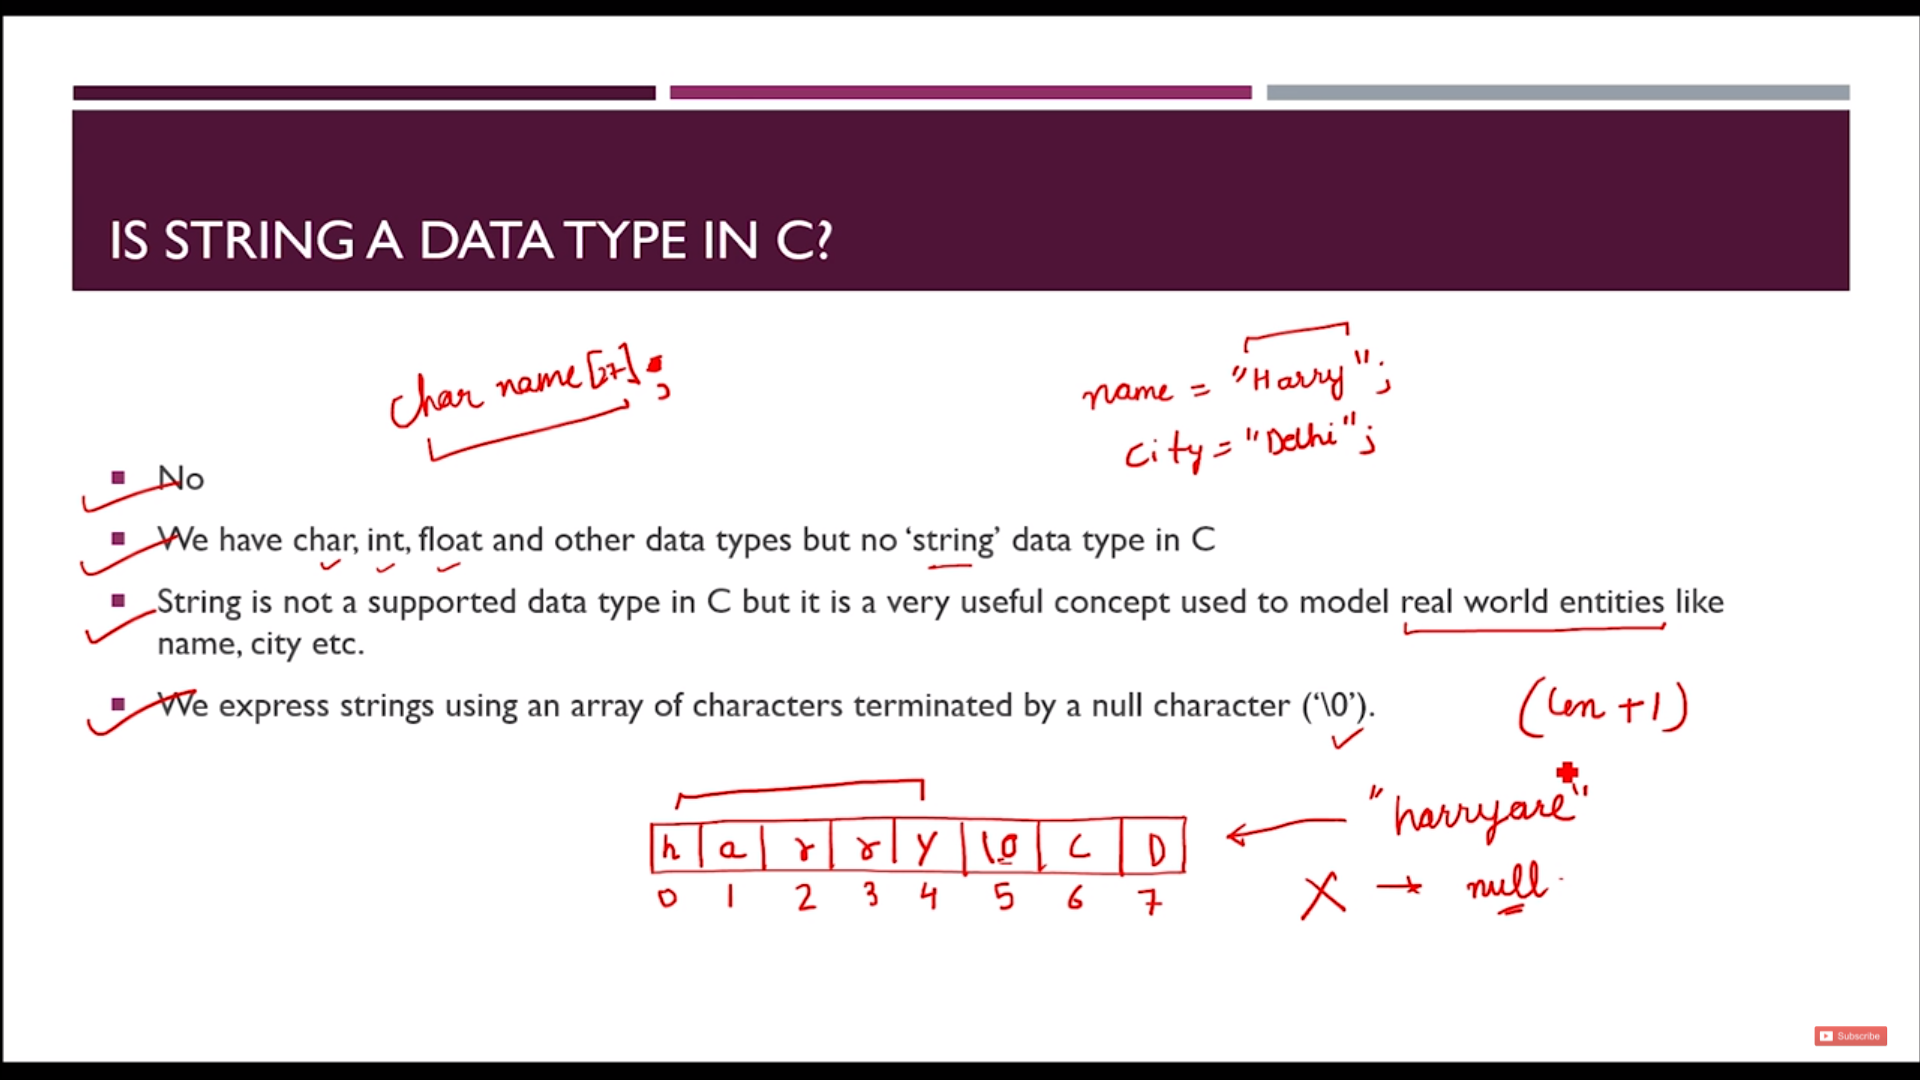 IS STRING A DATA TYPE IN C?
char name[27];
name = "Harry";
city = "Delhi";
No
We have char, int, float and other data types but no ‘string’ data type in C
String is not a supported data type in C but it is a very useful concept used to model real world entities like
name, city etc.
We express strings using an array of characters terminated by a null character (‘\0’).
(len +1)
"harryare"
h a r r y \0 C D
0 1 2 3 4 5 6 7
X → null.
Subscribe